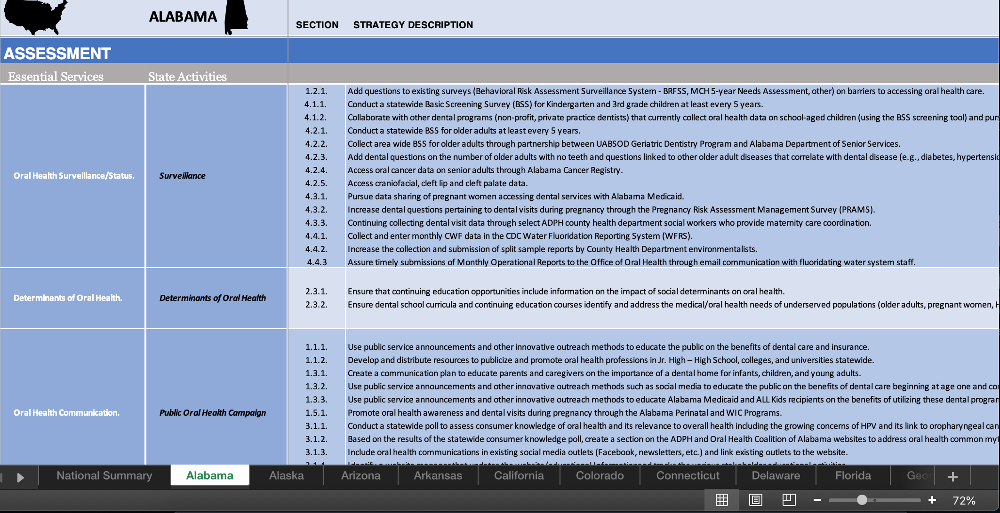 ALABAMA
SECTION STRATEGY DESCRIPTION
ASSESSMENT
Essential Services State Activities
Oral Health Surveillance/Status. Surveillance
1.2.1. Add questions to existing surveys (Behavioral Risk Assessment Surveillance System - BRFSS, MCH 5-year Needs Assessment, other) on barriers to accessing oral health care.
4.1.1. Conduct a statewide Basic Screening Survey (BSS) for Kindergarten and 3rd grade children at least every 5 years.
4.1.2. Collaborate with other dental programs (non-profit, private practice dentists) that currently collect oral health data on school-aged children (using the BSS screening tool) and purs
4.2.1. Conduct a statewide BSS for older adults at least every 5 years.
4.2.2. Collect area wide BSS for older adults through partnership between UABSOD Geriatric Dentistry Program and Alabama Department of Senior Services.
4.2.3. Add dental questions on the number of older adults with no teeth and questions linked to other older adult diseases that correlate with dental disease (e.g., diabetes, hypertensio
4.2.4. Access oral cancer data on senior adults through Alabama Cancer Registry.
4.2.5. Access craniofacial, cleft lip and cleft palate data.
4.3.1. Pursue data sharing of pregnant women accessing dental services with Alabama Medicaid.
4.3.2. Increase dental questions pertaining to dental visits during pregnancy through the Pregnancy Risk Assessment Management Survey (PRAMS).
4.3.3. Continuing collecting dental visit data through select ADPH county health department social workers who provide maternity care coordination.
4.4.1. Collect and enter monthly CWF data in the CDC Water Fluoridation Reporting System (WFRS).
4.4.2. Increase the collection and submission of split sample reports by County Health Department environmentalists.
4.4.3 Assure timely submissions of Monthly Operational Reports to the Office of Oral Health through email communication with fluoridating water system staff.
Determinants of Oral Health. Determinants of Oral Health
2.3.1. Ensure that continuing education opportunities include information on the impact of social determinants on oral health.
2.3.2. Ensure dental school curricula and continuing education courses identify and address the medical/oral health needs of underserved populations (older adults, pregnant women, H
Oral Health Communication. Public Oral Health Campaign
1.1.1. Use public service announcements and other innovative outreach methods to educate the public on the benefits of dental care and insurance.
1.1.2. Develop and distribute resources to publicize and promote oral health professions in Jr. High – High School, colleges, and universities statewide.
1.3.1. Create a communication plan to educate parents and caregivers on the importance of a dental home for infants, children, and young adults.
1.3.2. Use public service announcements and other innovative outreach methods such as social media to educate the public on the benefits of dental care beginning at age one and con
1.3.3. Use public service announcements and other innovative outreach methods to educate Alabama Medicaid and ALL Kids recipients on the benefits of utilizing these dental program
1.5.1. Promote oral health awareness and dental visits during pregnancy through the Alabama Perinatal and WIC Programs.
3.1.1. Conduct a statewide poll to assess consumer knowledge of oral health and its relevance to overall health including the growing concerns of HPV and its link to oropharyngeal can
3.1.2. Based on the results of the statewide consumer knowledge poll, create a section on the ADPH and Oral Health Coalition of Alabama websites to address oral health common myt
3.1.3. Include oral health communications in existing social media outlets (Facebook, newsletters, etc.) and link existing outlets to the website.
3.1.4. Identify a website manager that updates the website (educational information and tracks the various stakeholder educational activities.
National Summary Alabama Alaska Arizona Arkansas California Colorado Connecticut Delaware Florida Geor
72%